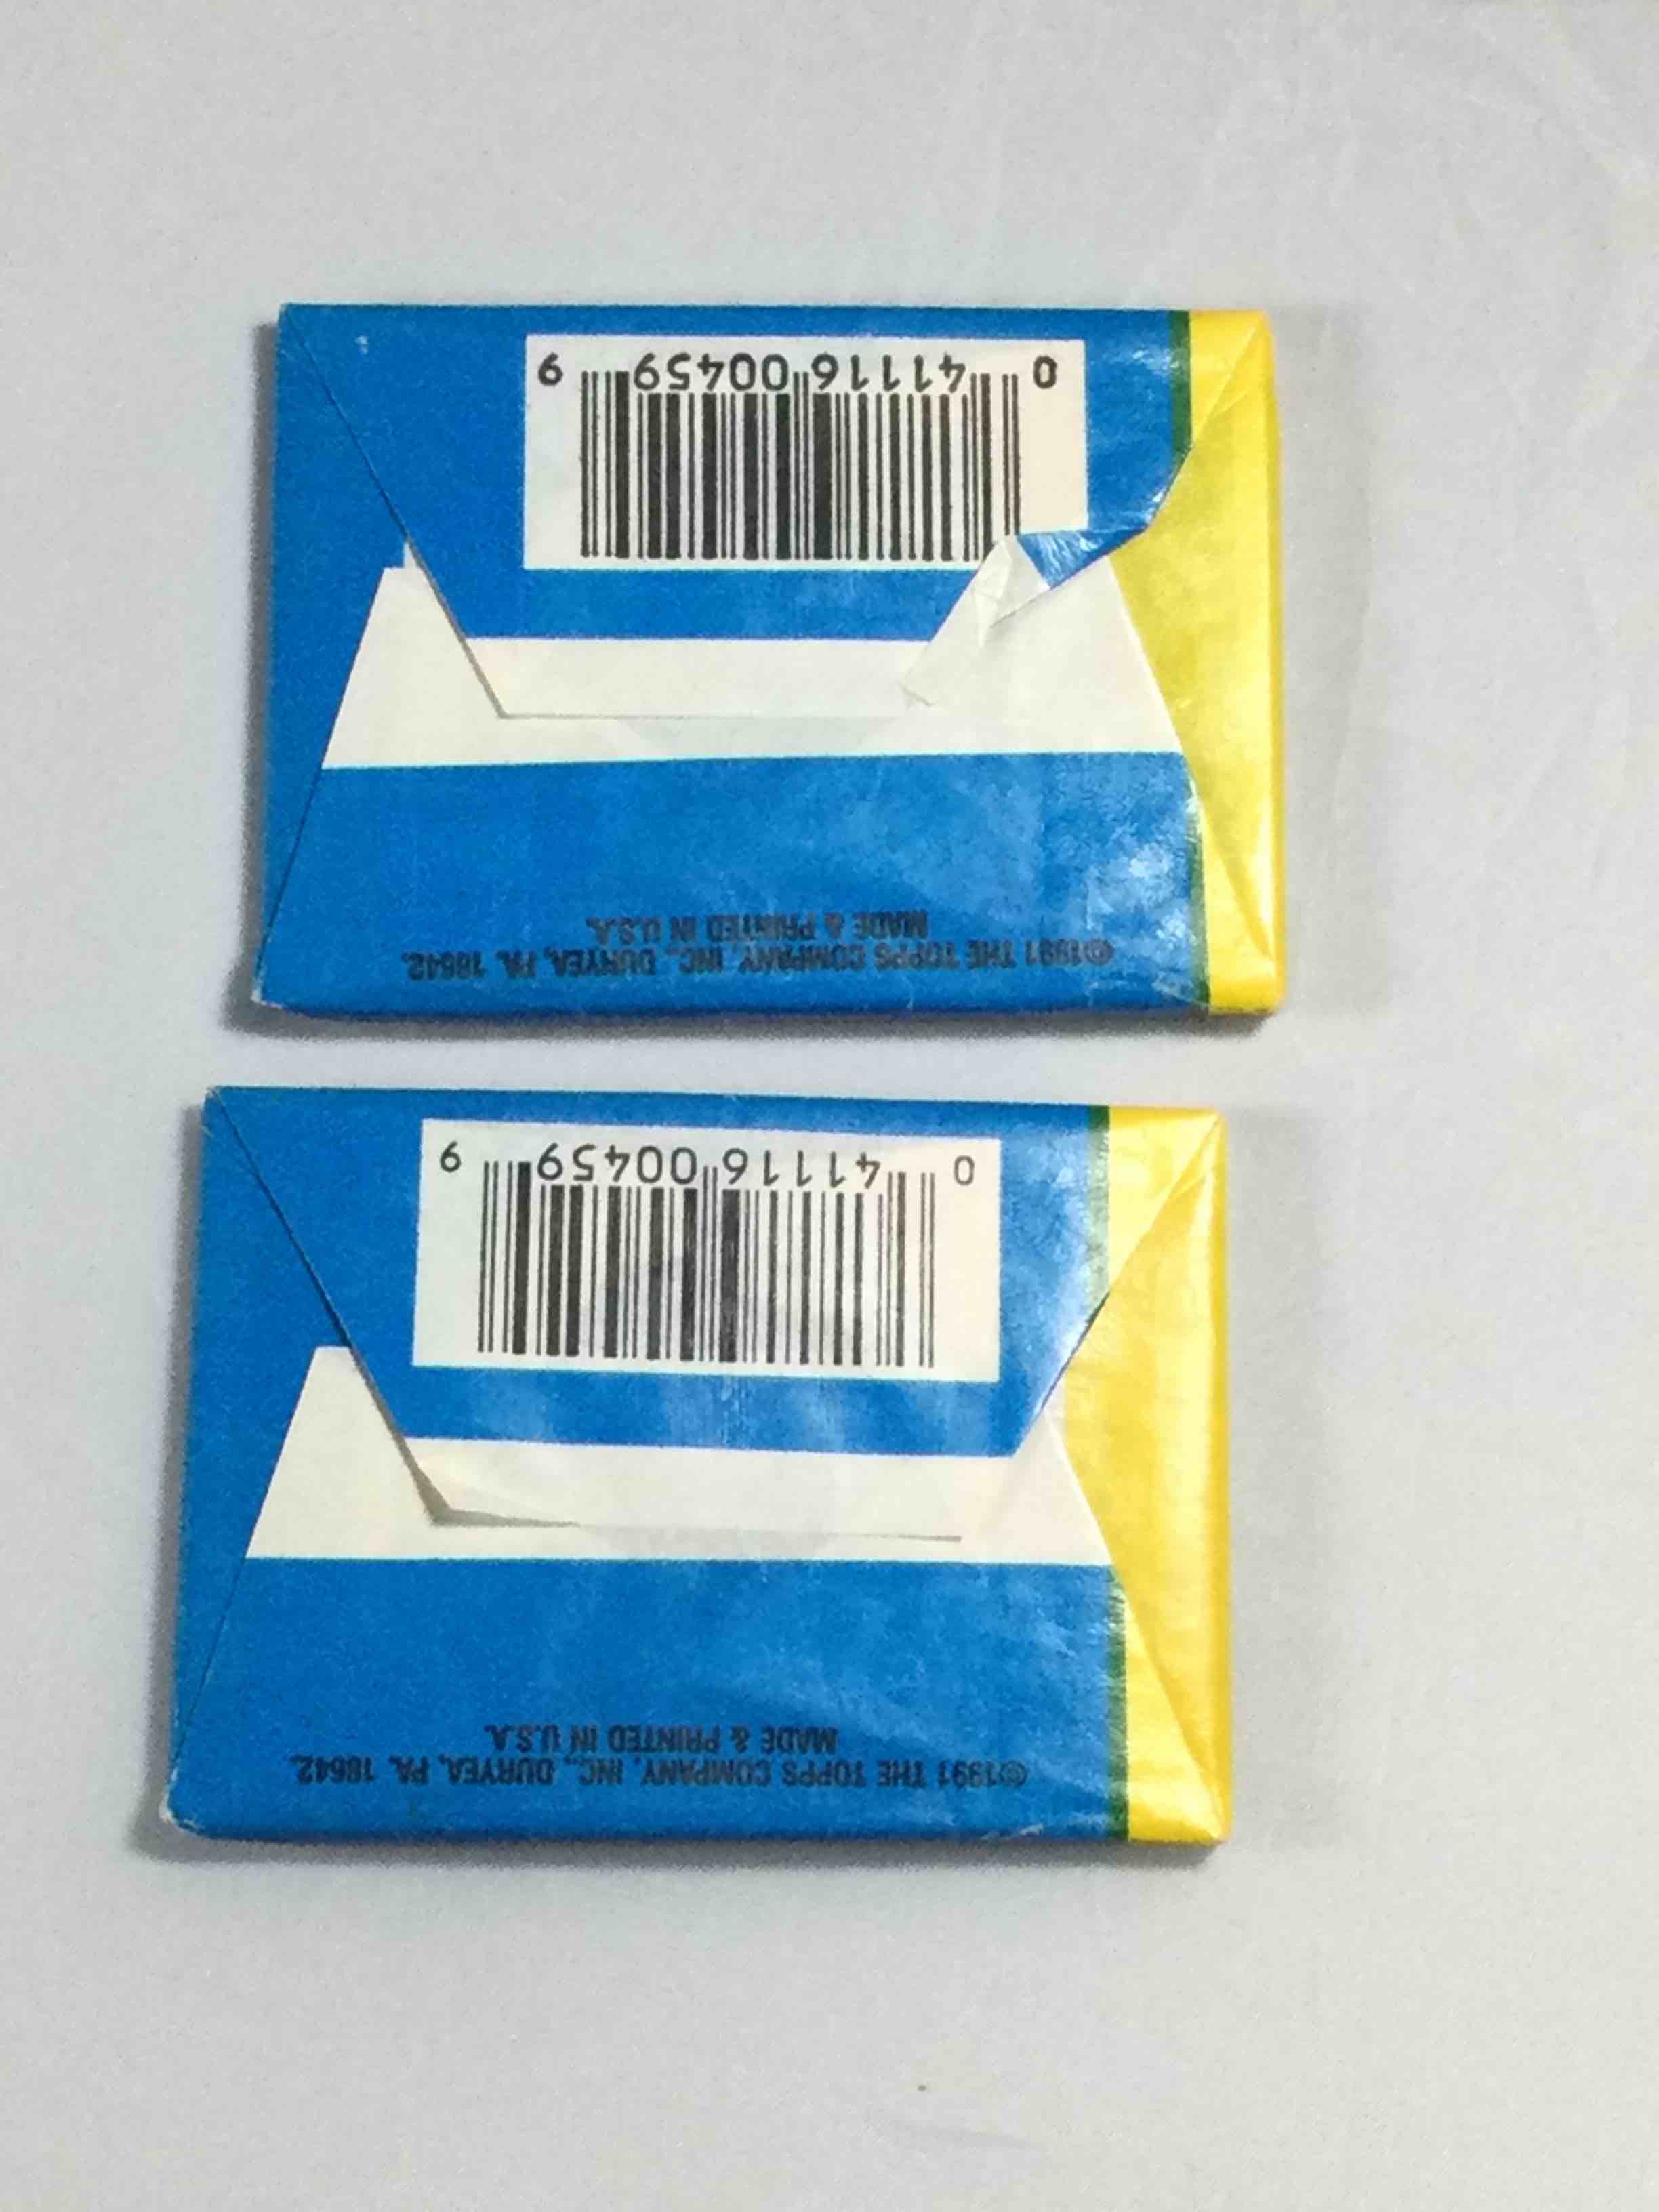 ©1991 THE TOPPS COMPANY, INC., DURYEA, PA. 18642.
MADE & PRINTED IN U.S.A.
0 41116 00459 9
©1991 THE TOPPS COMPANY, INC., DURYEA, PA. 18642.
MADE & PRINTED IN U.S.A.
0 41116 00459 9